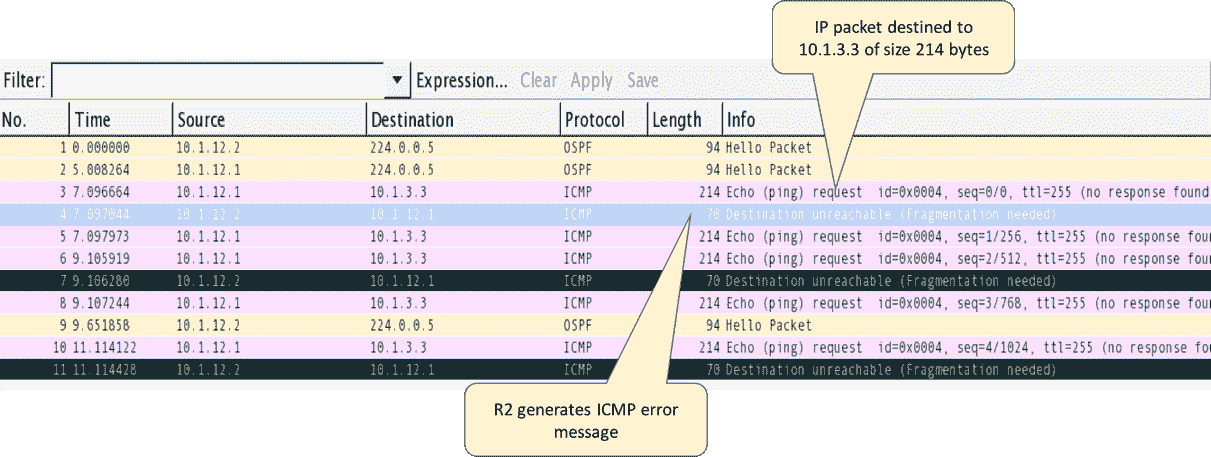 IP packet destined to
10.1.3.3 of size 214 bytes
Filter: Expression... Clear Apply Save
No. Time Source Destination Protocol Length Info
1 0.000000 10.1.12.2 224.0.0.5 OSPF 94 Hello Packet
2 5.008264 10.1.12.1 224.0.0.5 OSPF 94 Hello Packet
3 7.096664 10.1.12.1 10.1.3.3 ICMP 214 Echo (ping) request id=0x0004, seq=0/0, ttl=255 (no response found
4 7.097044 10.1.12.2 10.1.12.1 ICMP 70 Destination unreachable (Fragmentation needed)
5 7.097973 10.1.12.1 10.1.3.3 ICMP 214 Echo (ping) request id=0x0004, seq=1/256, ttl=255 (no response four
6 9.105919 10.1.12.1 10.1.3.3 ICMP 214 Echo (ping) request id=0x0004, seq=2/512, ttl=255 (no response four
7 9.106280 10.1.12.2 10.1.12.1 ICMP 70 Destination unreachable (Fragmentation needed)
8 9.107244 10.1.12.1 10.1.3.3 ICMP 214 Echo (ping) request id=0x0004, seq=3/768, ttl=255 (no response four
9 9.651858 10.1.12.2 224.0.0.5 OSPF 94 Hello Packet
10 11.114122 10.1.12.1 10.1.3.3 ICMP 214 Echo (ping) request id=0x0004, seq=4/1024, ttl=255 (no response fo
11 11.114428 10.1.12.2 10.1.12.1 ICMP 70 Destination unreachable (Fragmentation needed)
R2 generates ICMP error
message